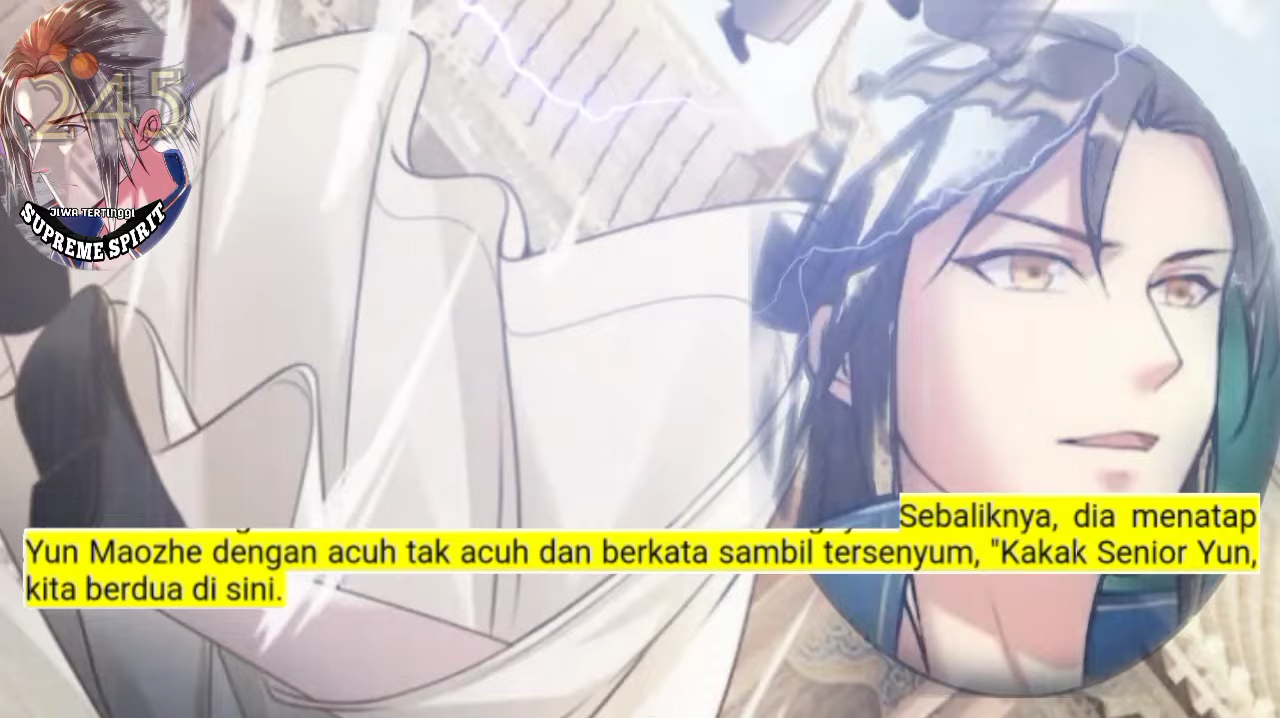 245
JIWA TERTINGGI
SUPREME SPIRIT
Sebaliknya, dia menatap
Yun Maozhe dengan acuh tak acuh dan berkata sambil tersenyum, "Kakak Senior Yun,
kita berdua di sini.